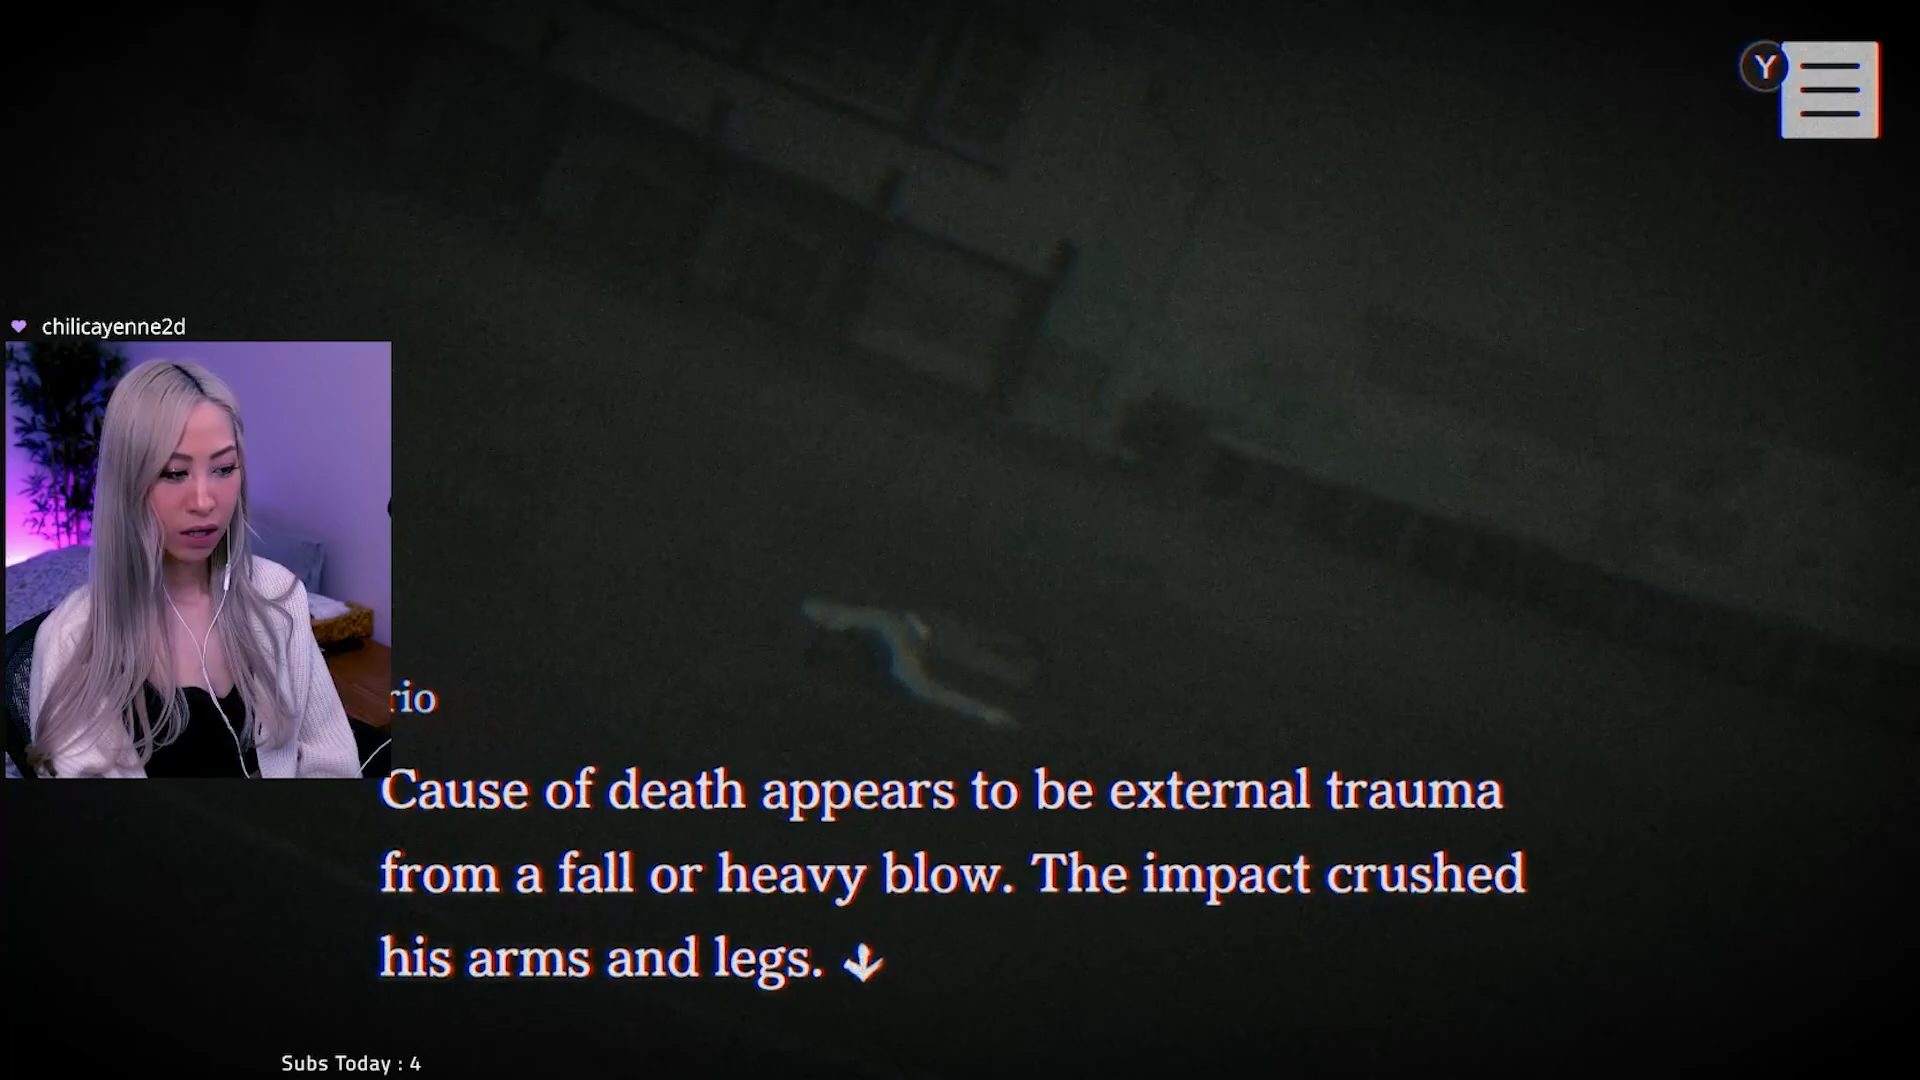 Y
chilicayenne2d
rio
Cause of death appears to be external trauma
from a fall or heavy blow. The impact crushed
his arms and legs.
Subs Today : 4